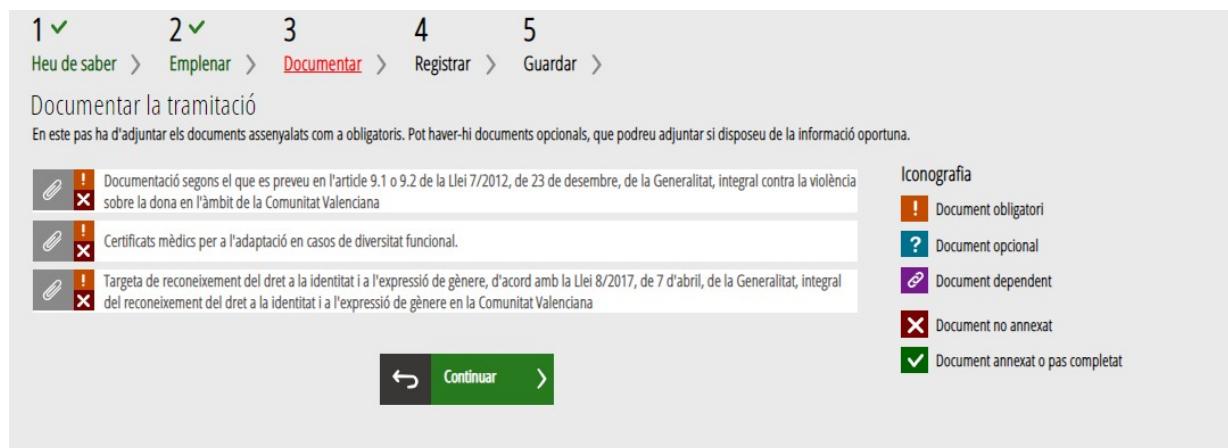 1 2 3 4 5
Heu de saber Emplenar Documentar Registrar Guardar
Documentar la tramitació
En este pas ha d'adjuntar els documents assenyalats com a obligatoris. Pot haver-hi documents opcionals, que podreu adjuntar si disposeu de la informació oportuna.
Documentació segons el que es preveu en l'article 9.1 o 9.2 de la Llei 7/2012, de 23 de desembre, de la Generalitat, integral contra la violència
sobre la dona en l'àmbit de la Comunitat Valenciana
Certificats mèdics per a l'adaptació en casos de diversitat funcional.
Targeta de reconeixement del dret a la identitat i a l'expressió de gènere, d'acord amb la Llei 8/2017, de 7 d'abril, de la Generalitat, integral
del reconeixement del dret a la identitat i a l'expressió de gènere en la Comunitat Valenciana
Continuar
Iconografia
! Document obligatori
? Document opcional
Document dependent
Document no annexat
Document annexat o pas completat